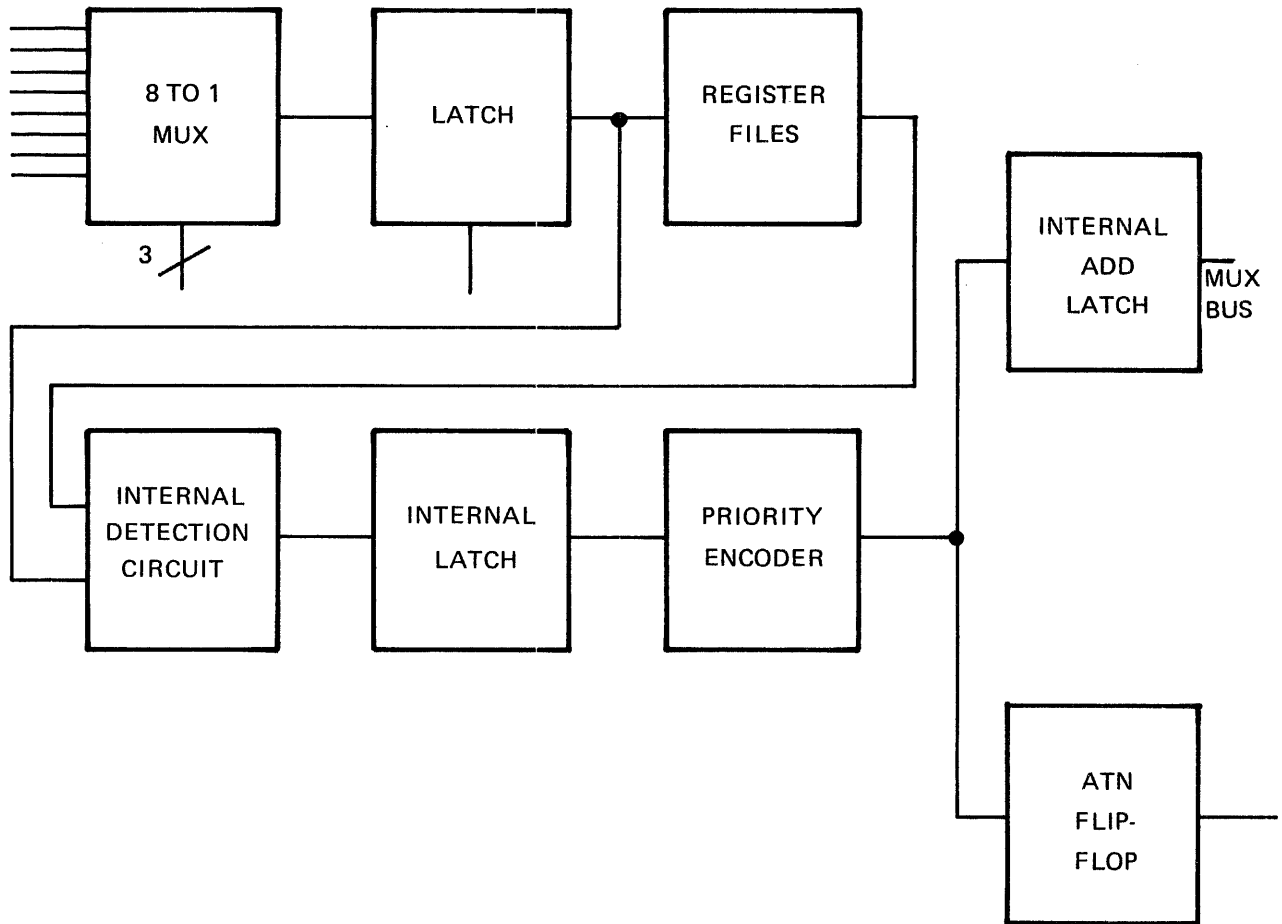 8 TO 1
MUX
LATCH
REGISTER
FILES
3
INTERNAL
ADD
LATCH
MUX
BUS
INTERNAL
DETECTION
CIRCUIT
INTERNAL
LATCH
PRIORITY
ENCODER
ATN
FLIP-
FLOP